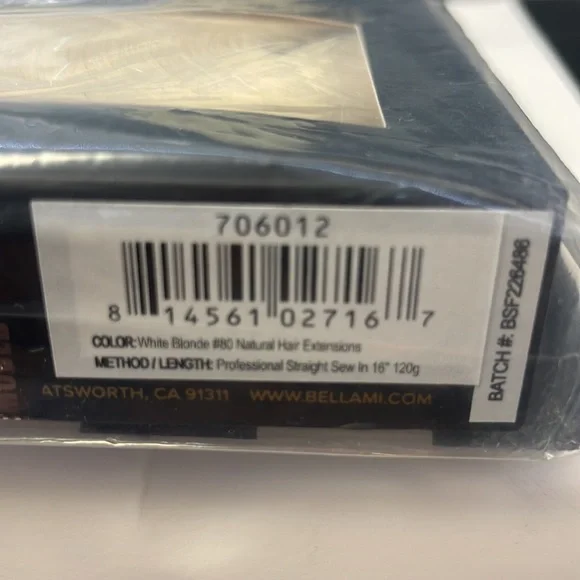 706012
8 14561 02716 7
COLOR: White Blonde #80 Natural Hair Extensions
METHOD / LENGTH: Professional Straight Sew In 16" 120g
BATCH #: BSF226486
ATSWORTH, CA 91311 WWW.BELLAMI.COM